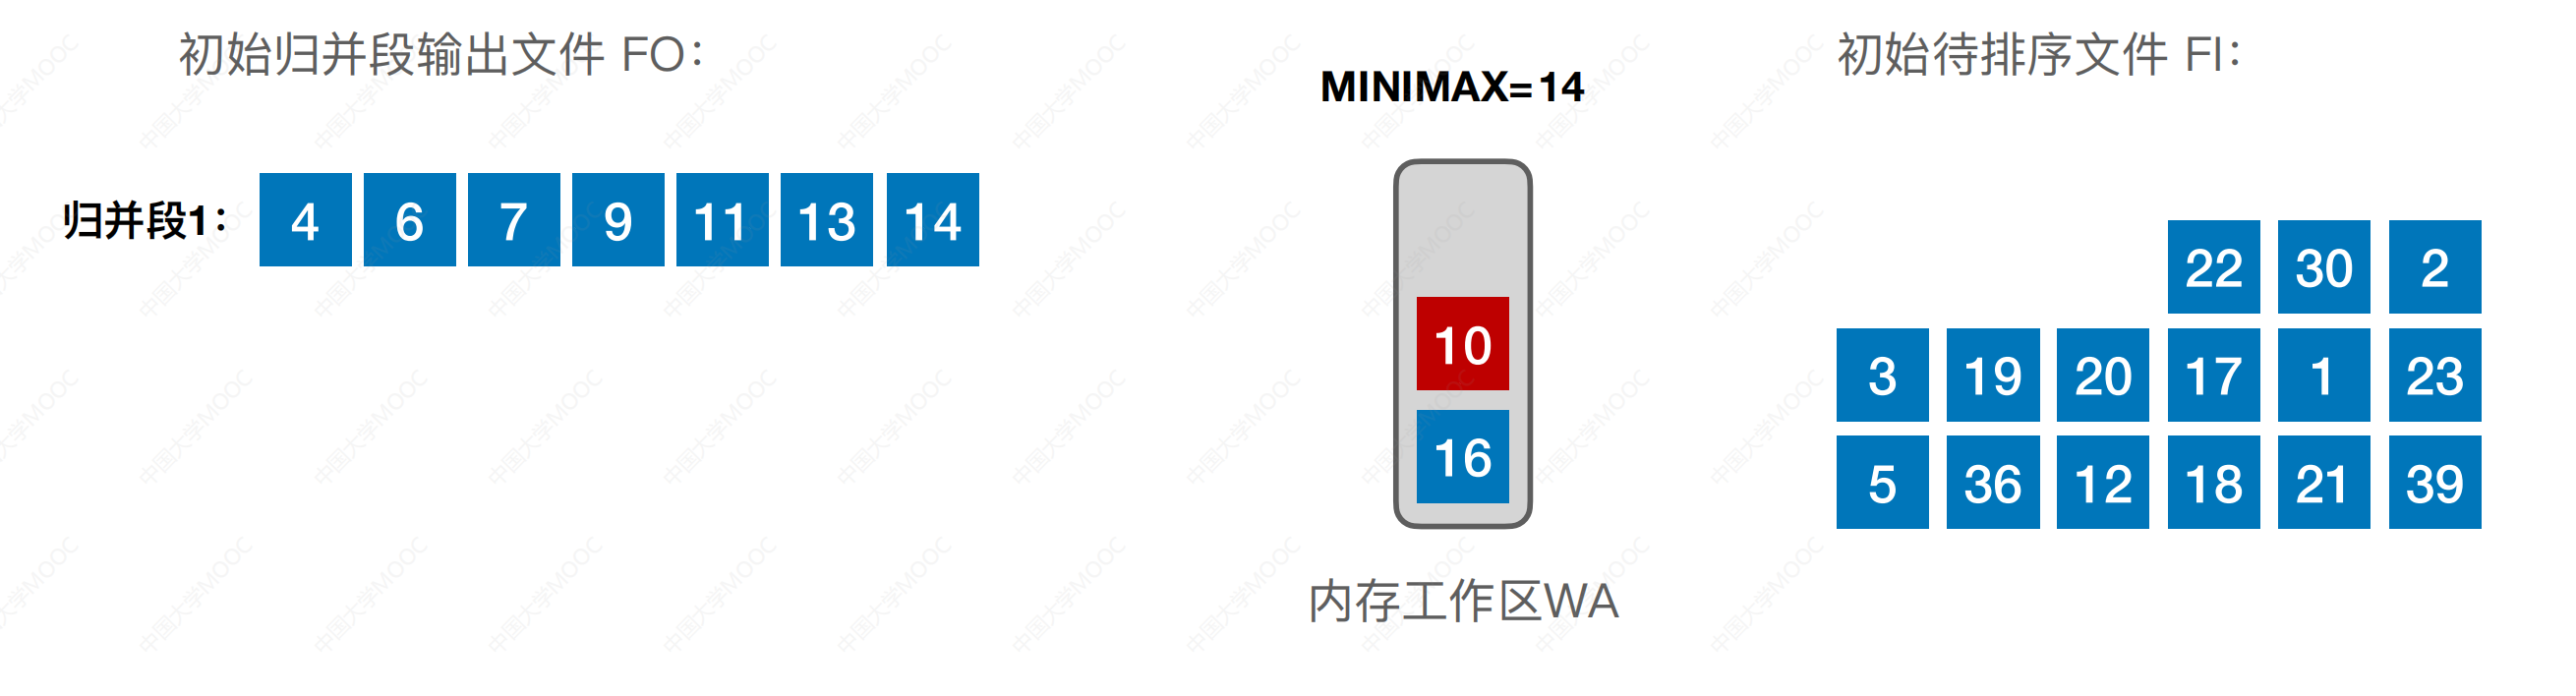 初始归并段输出文件 FO：
MINIMAX=14
初始待排序文件 FI：
归并段1：
4 6 7 9 11 13 14
10
16
22 30 2
3 19 20 17 1 23
5 36 12 18 21 39
内存工作区WA
中国大学MOOC